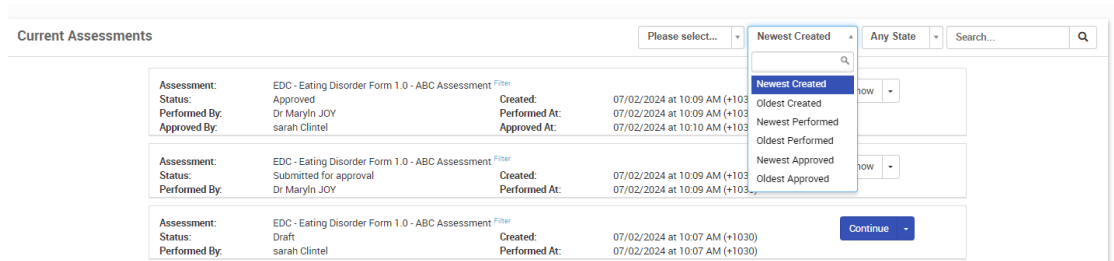 Current Assessments
Please select... Newest Created Any State Search...
Newest Created
Oldest Created
Newest Performed
Oldest Performed
Newest Approved
Oldest Approved
Assessment: EDC - Eating Disorder Form 1.0 - ABC Assessment Filter
Status: Approved Created: 07/02/2024 at 10:09 AM (+103
Performed By: Dr Maryln JOY Performed At: 07/02/2024 at 10:09 AM (+103
Approved By: sarah Clintel Approved At: 07/02/2024 at 10:10 AM (+103
Assessment: EDC - Eating Disorder Form 1.0 - ABC Assessment Filter
Status: Submitted for approval Created: 07/02/2024 at 10:09 AM (+103
Performed By: Dr Maryln JOY Performed At: 07/02/2024 at 10:09 AM (+1030)
Assessment: EDC - Eating Disorder Form 1.0 - ABC Assessment Filter
Status: Draft Created: 07/02/2024 at 10:07 AM (+1030)
Performed By: sarah Clintel Performed At: 07/02/2024 at 10:07 AM (+1030)
Continue